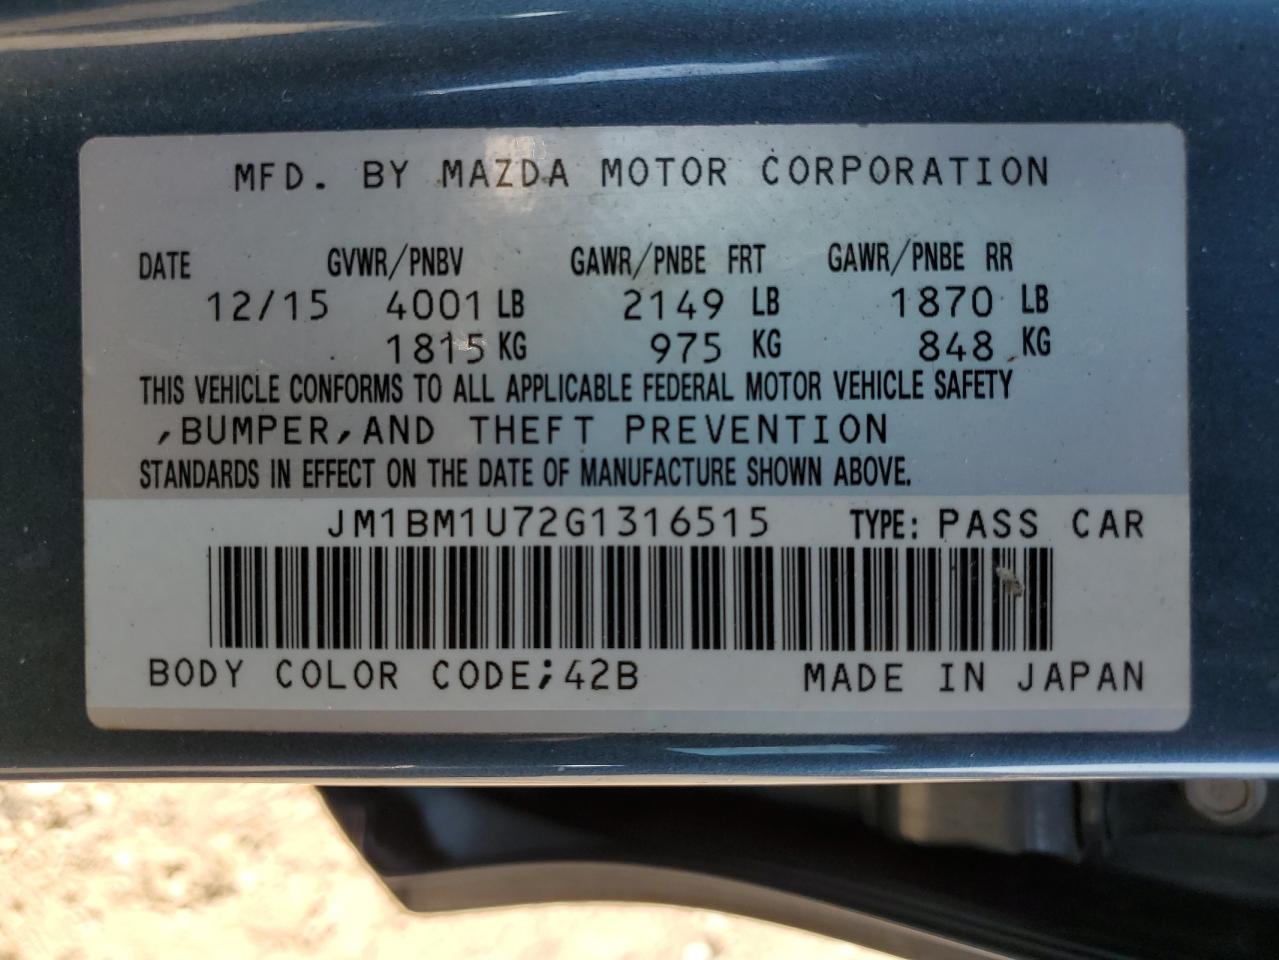 MFD. BY MAZDA MOTOR CORPORATION
DATE GVWR/PNBV GAWR/PNBE FRT GAWR/PNBE RR
12/15 4001 LB 2149 LB 1870 LB
1815 KG 975 KG 848 KG
THIS VEHICLE CONFORMS TO ALL APPLICABLE FEDERAL MOTOR VEHICLE SAFETY
,BUMPER,AND THEFT PREVENTION
STANDARDS IN EFFECT ON THE DATE OF MANUFACTURE SHOWN ABOVE.
JM1BM1U72G1316515 TYPE: PASS CAR
BODY COLOR CODE;42B MADE IN JAPAN